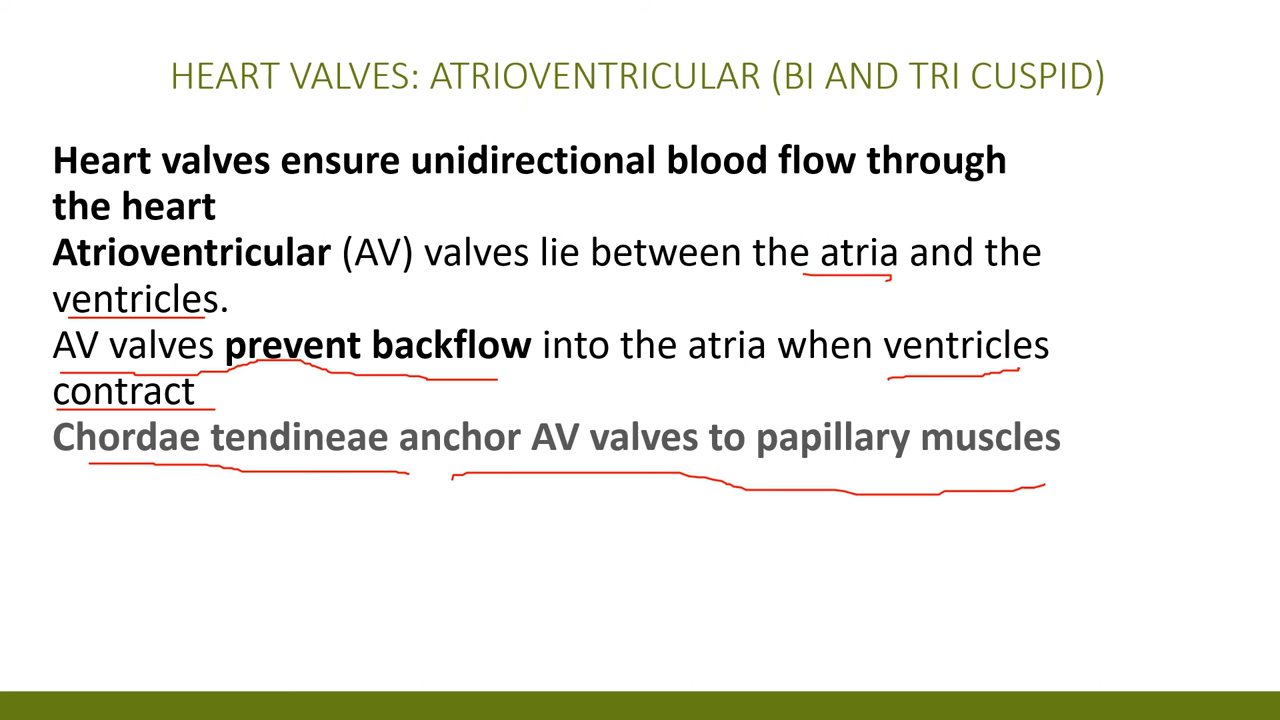 HEART VALVES: ATRIOVENTRICULAR (BI AND TRI CUSPID)
Heart valves ensure unidirectional blood flow through
the heart
Atrioventricular (AV) valves lie between the atria and the
ventricles.
AV valves prevent backflow into the atria when ventricles
contract
Chordae tendineae anchor AV valves to papillary muscles